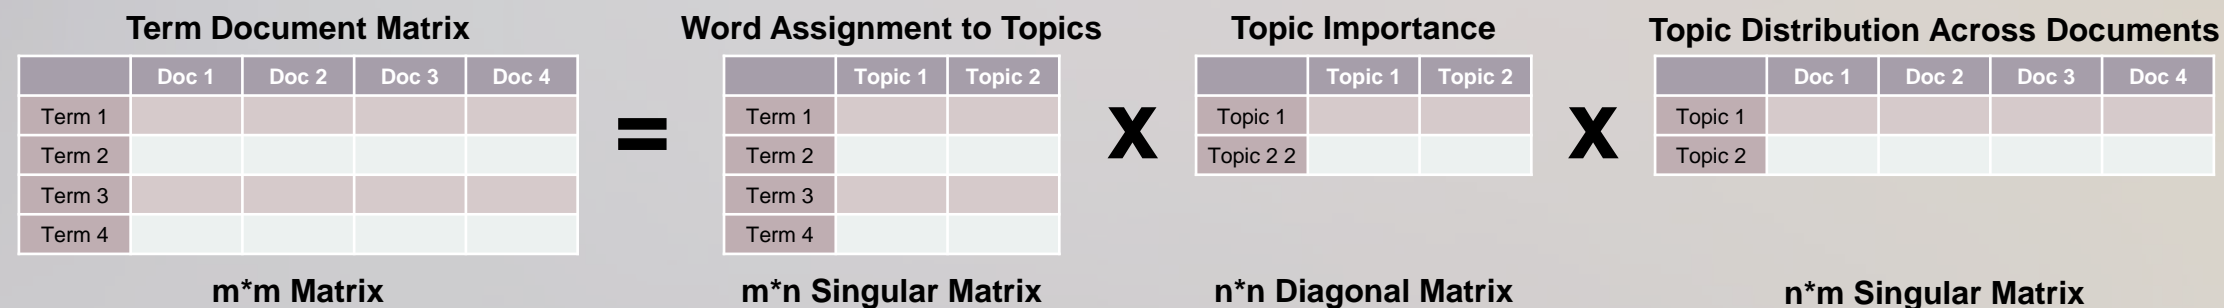 Term Document Matrix
Doc 1 Doc 2 Doc 3 Doc 4
Term 1
Term 2
Term 3
Term 4
m*m Matrix
=
Word Assignment to Topics
Topic 1 Topic 2
Term 1
Term 2
Term 3
Term 4
m*n Singular Matrix
X
Topic Importance
Topic 1 Topic 2
Topic 1
Topic 2 2
n*n Diagonal Matrix
X
Topic Distribution Across Documents
Doc 1 Doc 2 Doc 3 Doc 4
Topic 1
Topic 2
n*m Singular Matrix